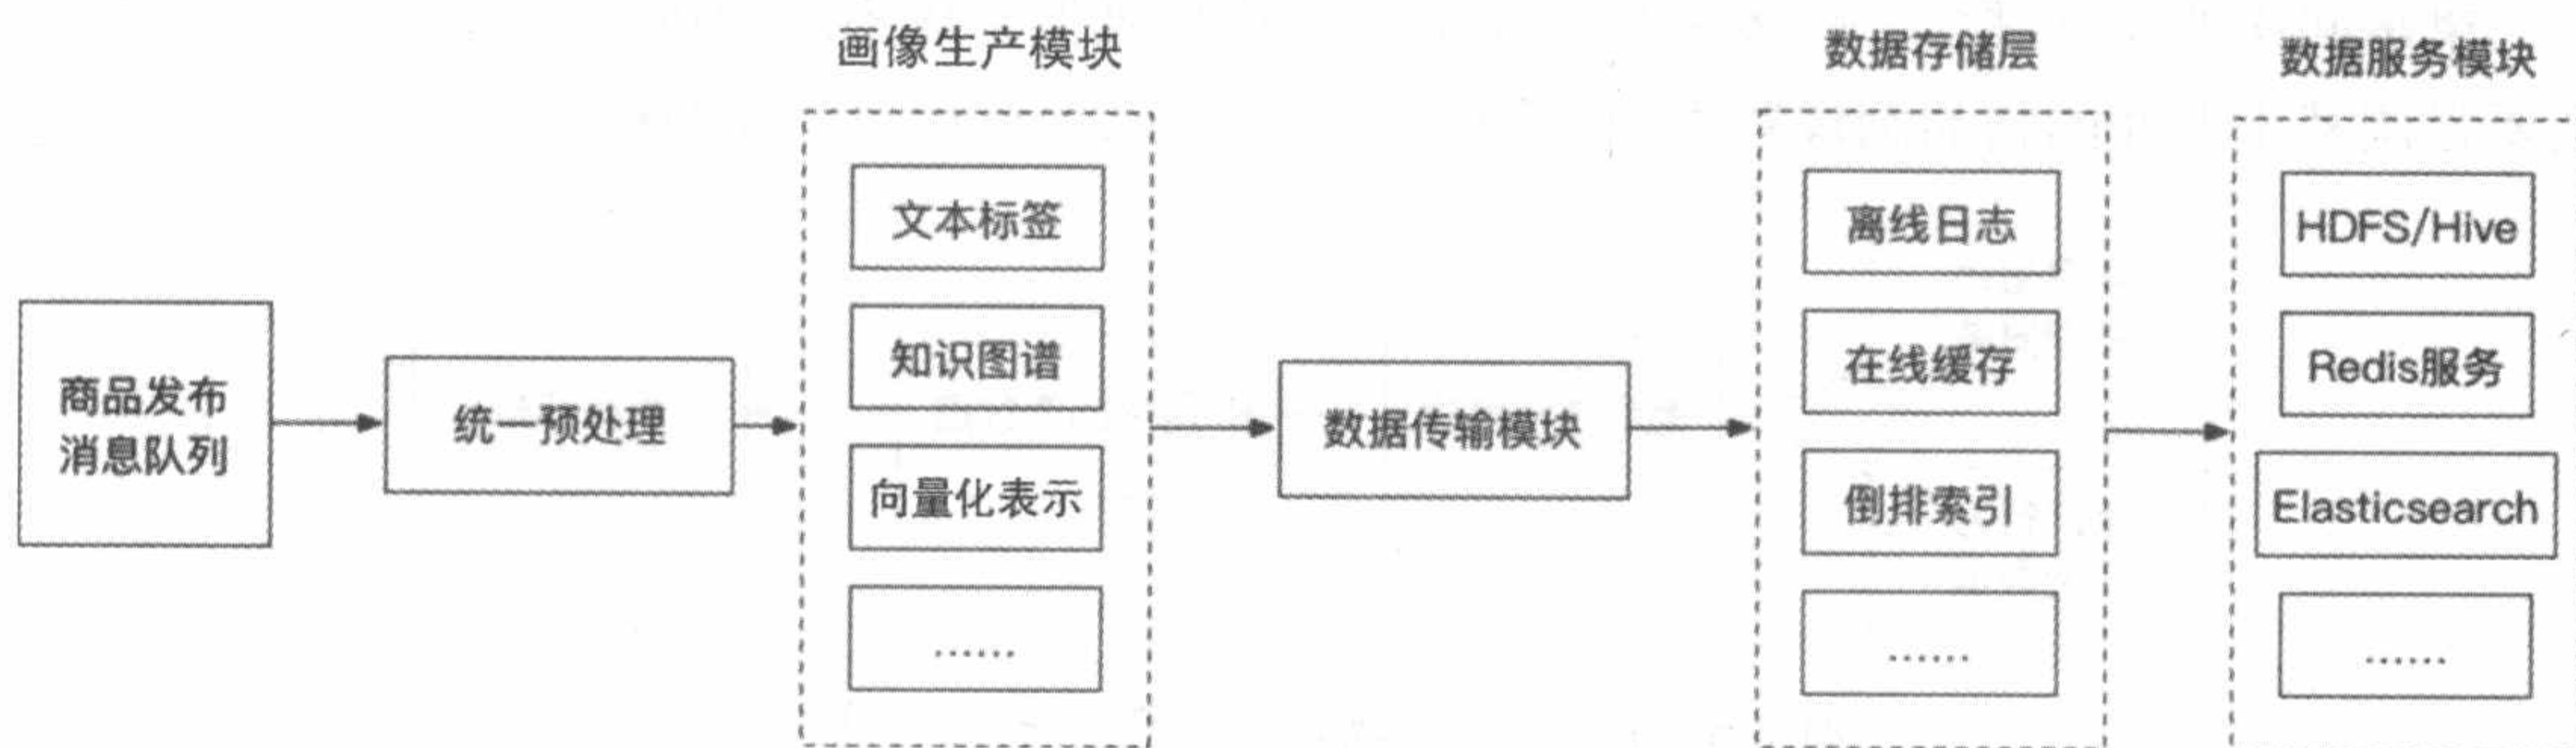 商品发布
消息队列
统一预处理
画像生产模块
文本标签
知识图谱
向量化表示
......
数据传输模块
数据存储层
离线日志
在线缓存
倒排索引
......
数据服务模块
HDFS/Hive
Redis服务
Elasticsearch
......